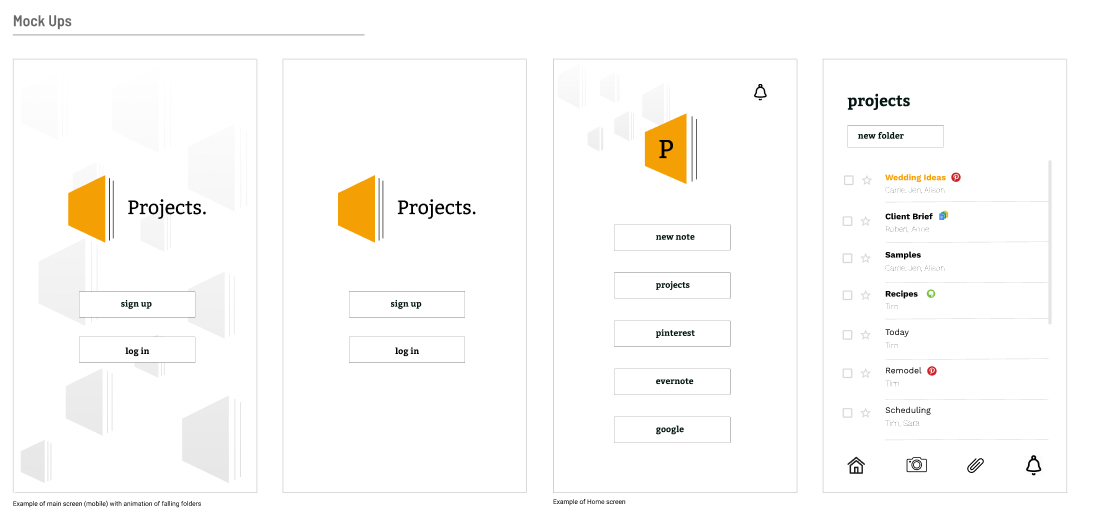 Mock Ups
Projects.
sign up
log in
Example of main screen (mobile) with animation of falling folders
Projects.
sign up
log in
P
new note
projects
pinterest
evernote
google
Example of Home screen
projects
new folder
Wedding Ideas
Carrie, Jen, Alison
Client Brief
Robert, Anne
Samples
Carrie, Jen, Alison
Recipes
Tim
Today
Tim
Remodel
Tim
Scheduling
Tim, Sara